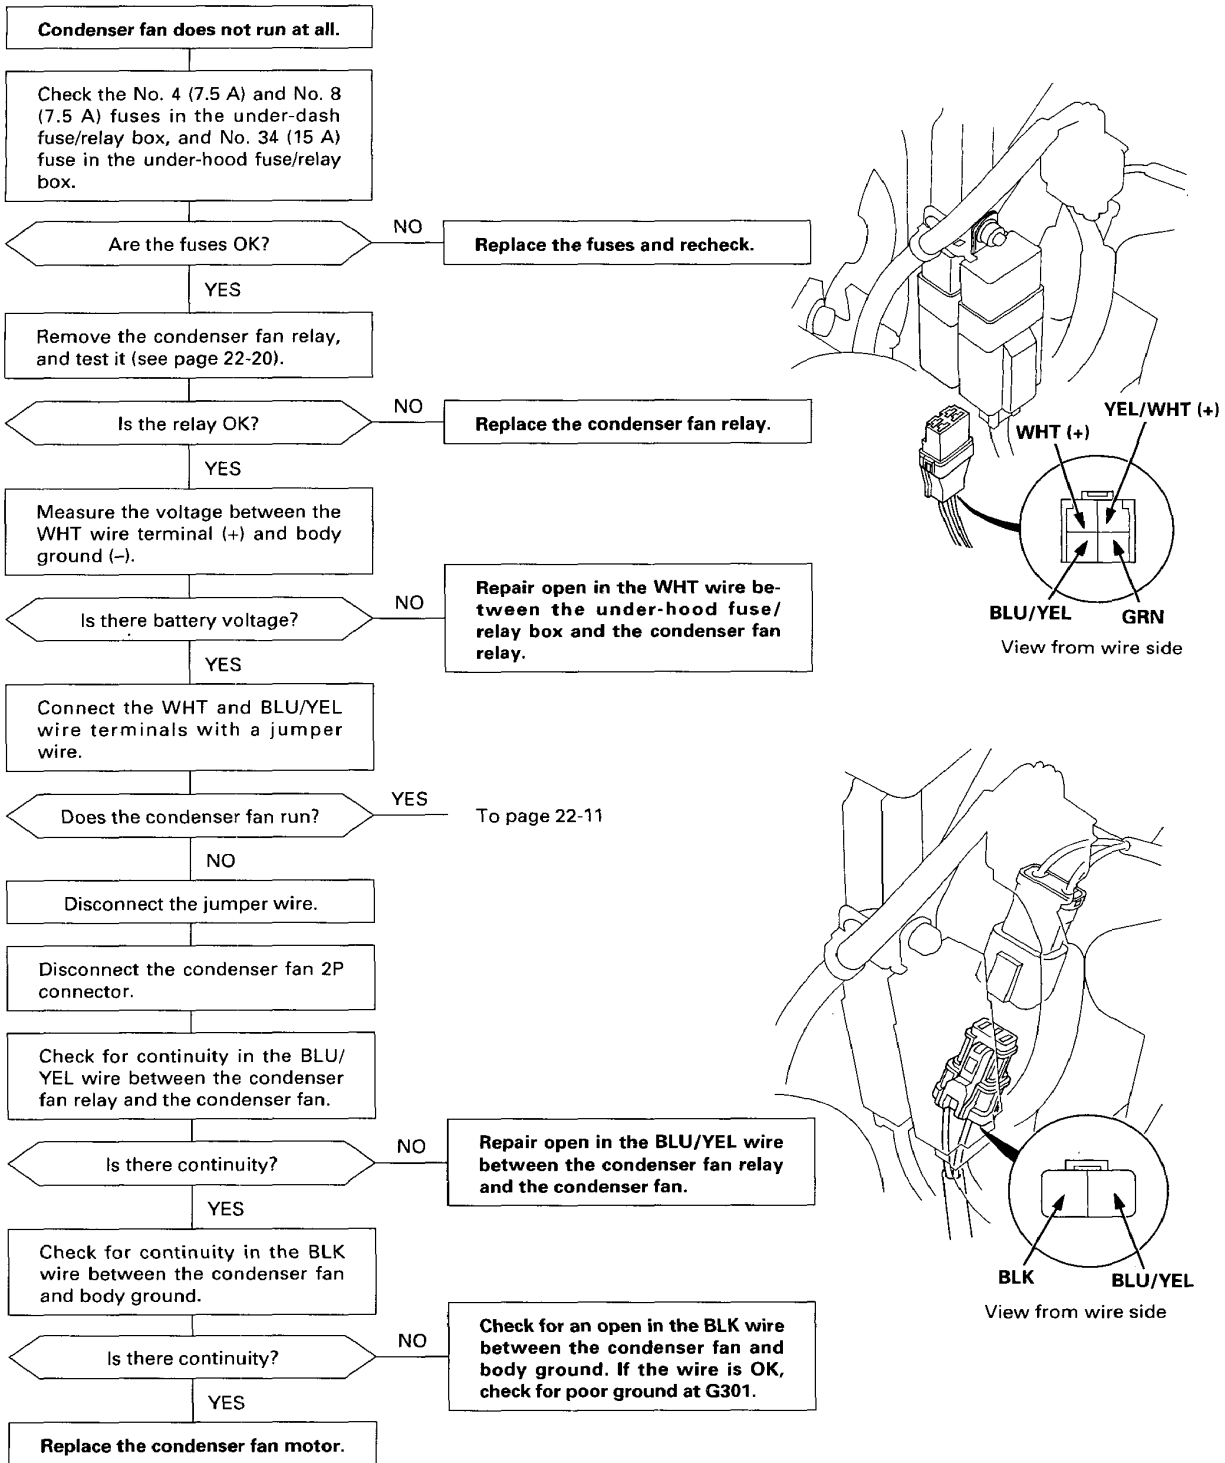 Condenser fan does not run at all.
Check the No. 4 (7.5 A) and No. 8
(7.5 A) fuses in the under-dash
fuse/relay box, and No. 34 (15 A)
fuse in the under-hood fuse/relay
box.
Are the fuses OK?
NO
Replace the fuses and recheck.
YES
Remove the condenser fan relay,
and test it (see page 22-20).
Is the relay OK?
NO
Replace the condenser fan relay.
YES
Measure the voltage between the
WHT wire terminal (+) and body
ground (–).
Is there battery voltage?
NO
Repair open in the WHT wire be-
tween the under-hood fuse/
relay box and the condenser fan
relay.
YES
Connect the WHT and BLU/YEL
wire terminals with a jumper
wire.
Does the condenser fan run?
YES
To page 22-11
NO
Disconnect the jumper wire.
Disconnect the condenser fan 2P
connector.
Check for continuity in the BLU/
YEL wire between the condenser
fan relay and the condenser fan.
Is there continuity?
NO
Repair open in the BLU/YEL wire
between the condenser fan relay
and the condenser fan.
YES
Check for continuity in the BLK
wire between the condenser fan
and body ground.
Is there continuity?
NO
Check for an open in the BLK wire
between the condenser fan and
body ground. If the wire is OK,
check for poor ground at G301.
YES
Replace the condenser fan motor.
YEL/WHT (+)
WHT (+)
BLU/YEL
GRN
View from wire side
BLK
BLU/YEL
View from wire side